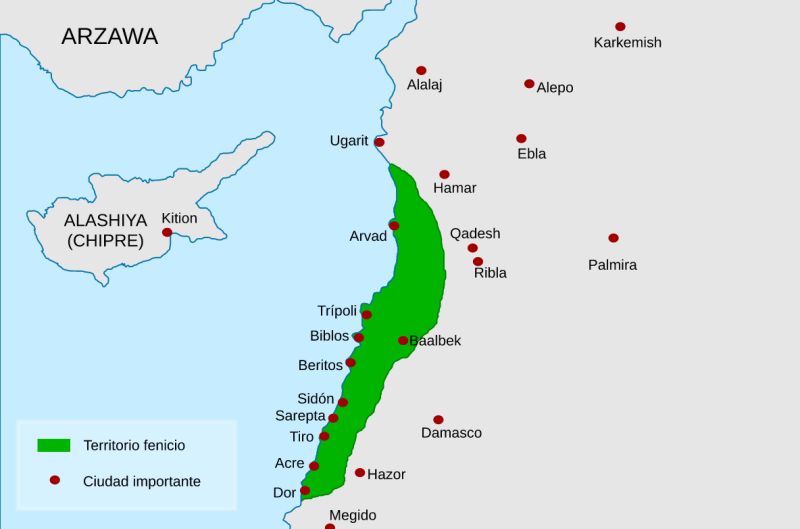 ARZAWA
Karkemish
Alalaj
Alepo
Ugarit
Ebla
Hamar
ALASHIYA
(CHIPRE)
Kition
Arvad
Qadesh
Ribla
Palmira
Trípoli
Biblos
Baalbek
Beritos
Sidón
Sarepta
Tiro
Damasco
Acre
Hazor
Dor
Megido
Territorio fenicio
Ciudad importante